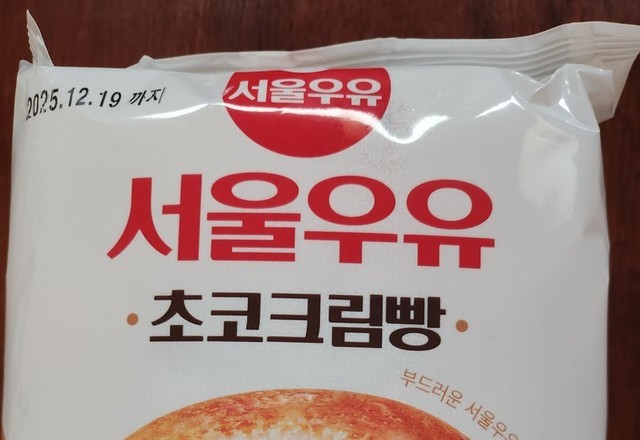 2025.12.19 까지
서울우유
서울우유
· 초코크림빵 ·
부드러운 서울우유